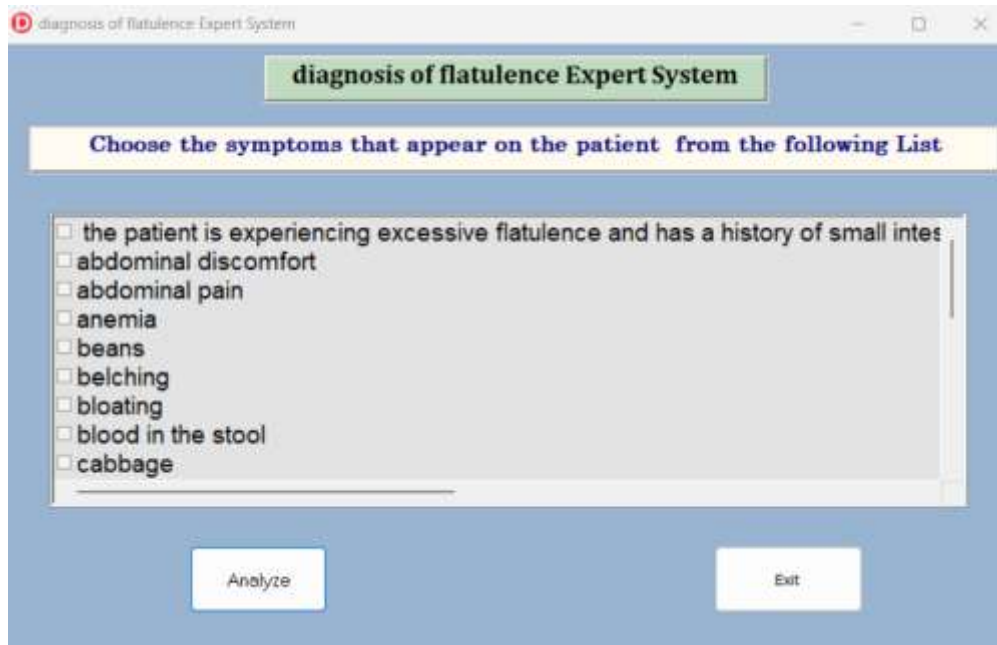 diagnosis of flatulence Expert System
diagnosis of flatulence Expert System
Choose the symptoms that appear on the patient from the following List
the patient is experiencing excessive flatulence and has a history of small intes
abdominal discomfort
abdominal pain
anemia
beans
belching
bloating
blood in the stool
cabbage
Analyze
Exit